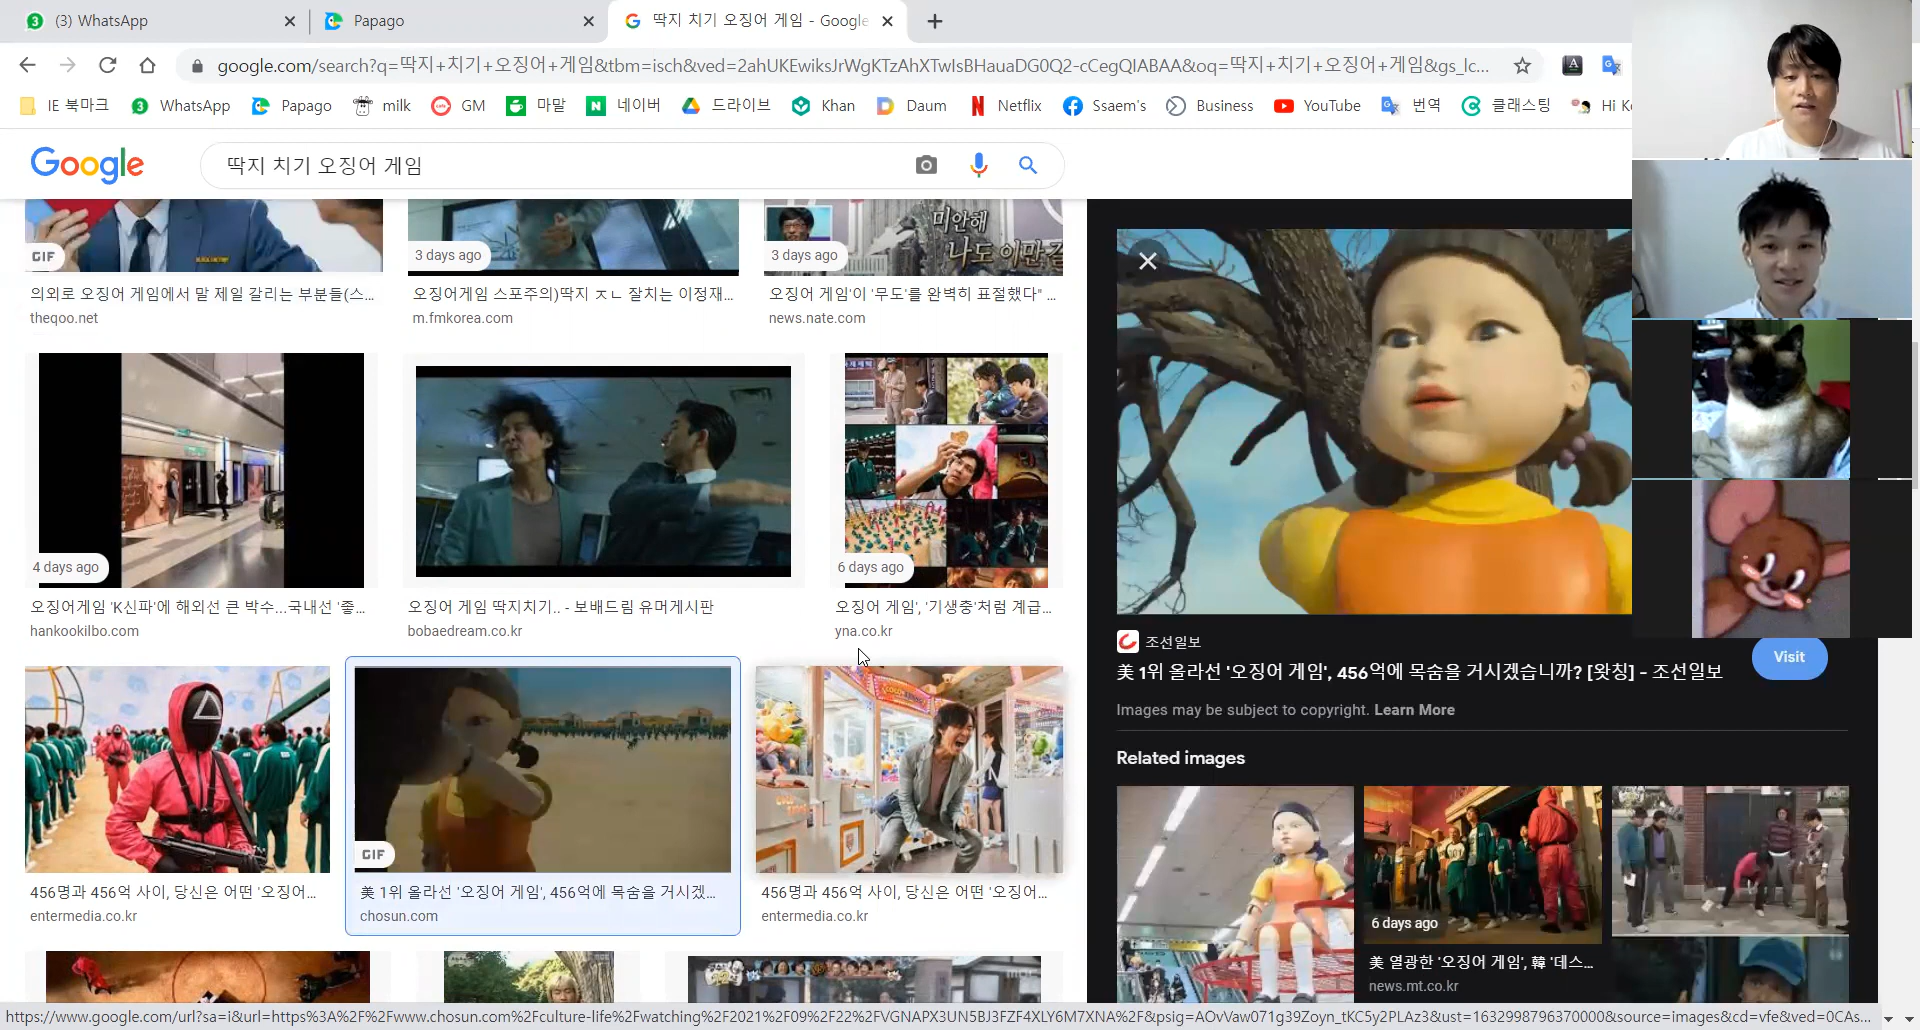 (3) WhatsApp
Papago
딱지 치기 오징어 게임 - Google
google.com/search?q=딱지+치기+오징어+게임&tbm=isch&ved=2ahUKEwiksJrWgKTzAhXTwIsBHauaDG0Q2-cCegQIABAA&oq=딱지+치기+오징어+게임&gs_lc...
IE 북마크 WhatsApp Papago milk GM 마말 네이버 드라이브 Khan Daum Netflix Ssaem's Business YouTube 번역 클래스팅 Hi
Google
딱지 치기 오징어 게임
GIF
3 days ago
3 days ago
미안해
나도 이만
의외로 오징어 게임에서 말 제일 갈리는 부분들(스...
theqoo.net
오징어게임 스포주의)딱지 ㅈㄴ 잘치는 이정재...
m.fmkorea.com
오징어 게임'이 '무도'를 완벽히 표절했다" ...
news.nate.com
4 days ago
6 days ago
오징어게임 'K신파'에 해외선 큰 박수...국내선 '좋...
hankookilbo.com
오징어 게임 딱지치기.. - 보배드림 유머게시판
bobaedream.co.kr
오징어 게임', '기생충'처럼 계급...
yna.co.kr
GIF
456명과 456억 사이, 당신은 어떤 '오징어...
entermedia.co.kr
美 1위 올라선 '오징어 게임', 456억에 목숨을 거시겠...
chosun.com
456명과 456억 사이, 당신은 어떤 '오징어...
entermedia.co.kr
조선일보
美 1위 올라선 '오징어 게임', 456억에 목숨을 거시겠습니까? [왓칭] - 조선일보
Visit
Images may be subject to copyright. Learn More
Related images
6 days ago
美 열광한 '오징어 게임', 韓 '데스...
news.mt.co.kr
https://www.google.com/url?sa=i&url=https%3A%2F%2Fwww.chosun.com%2Fculture-life%2Fwatching%2F2021%2F09%2F22%2FVGNAPX3UN5BJ3FZF4XLY6M7XNA%2F&psig=AOvVaw071g39Zoyn_tKC5y2PLAz3&ust=1632998796370000&source=images&cd=vfe&ved=0CAs...